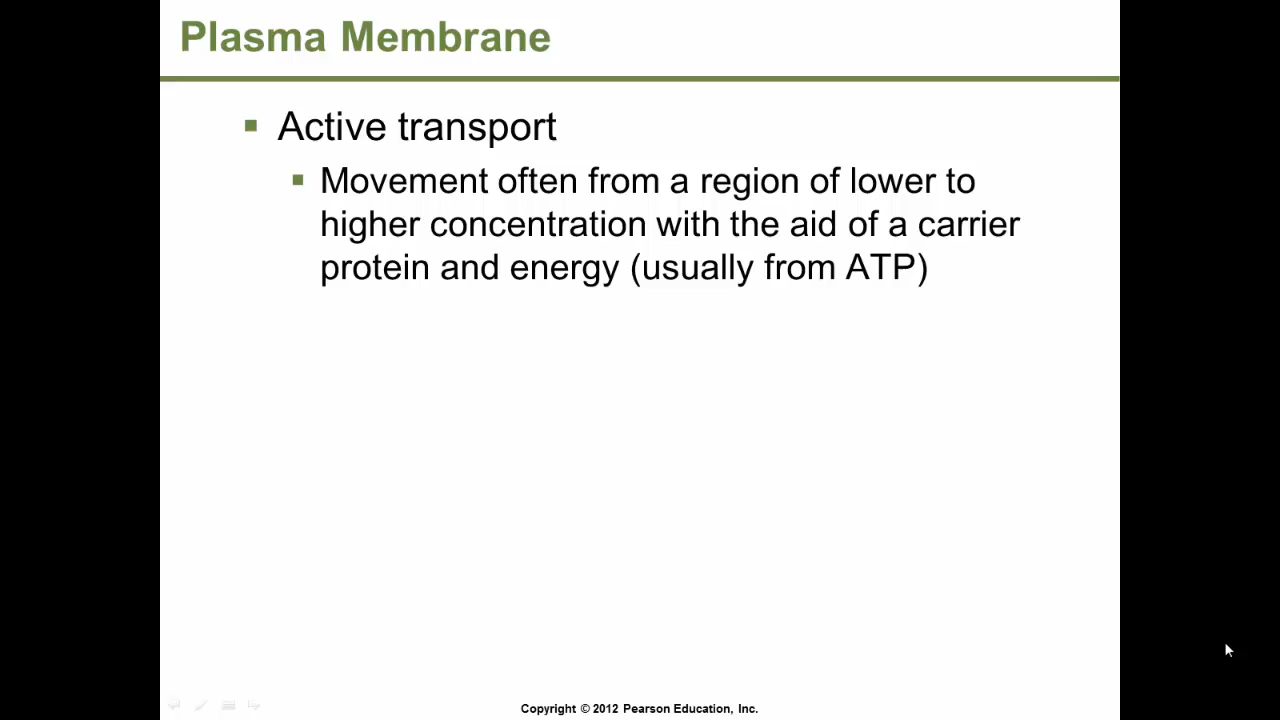 Plasma Membrane
Active transport
Movement often from a region of lower to
higher concentration with the aid of a carrier
protein and energy (usually from ATP)
Copyright © 2012 Pearson Education, Inc.